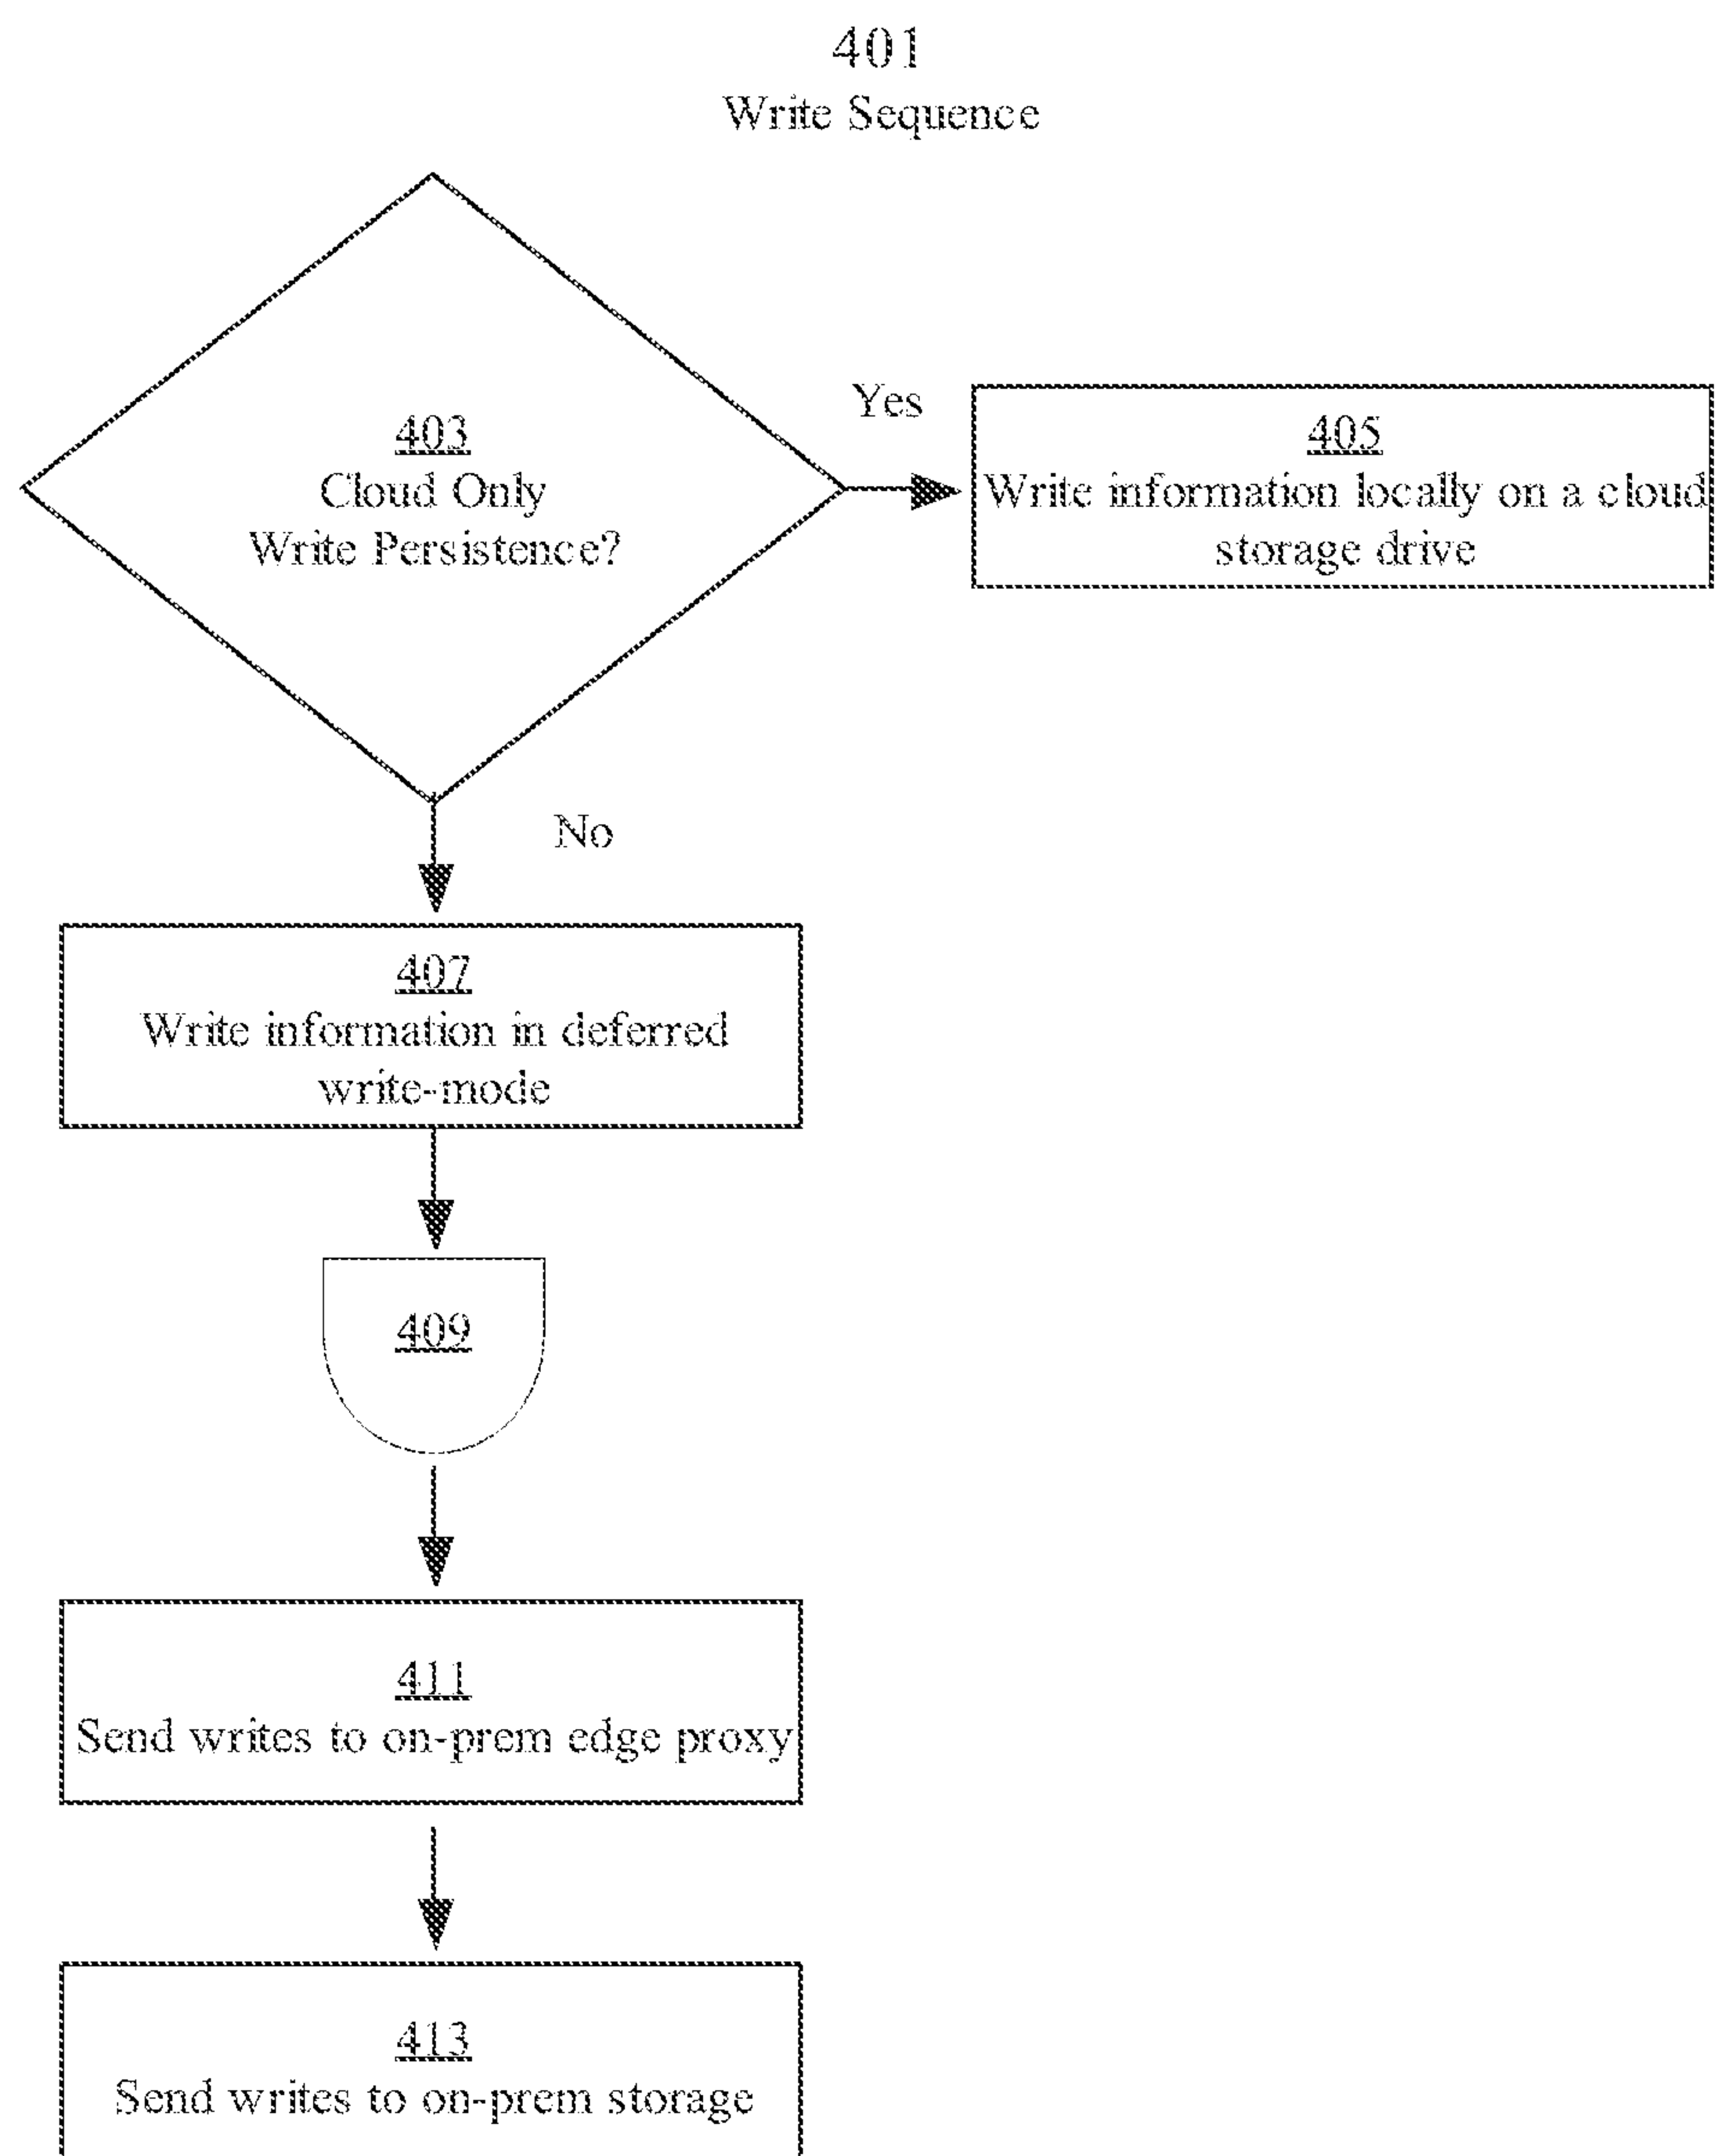 401
Write Sequence
403
Cloud Only
Write Persistence?
Yes
405
Write information locally on a cloud
storage drive
No
407
Write information in deferred
write-mode
409
411
Send writes to on-prem edge proxy
413
Send writes to on-prem storage